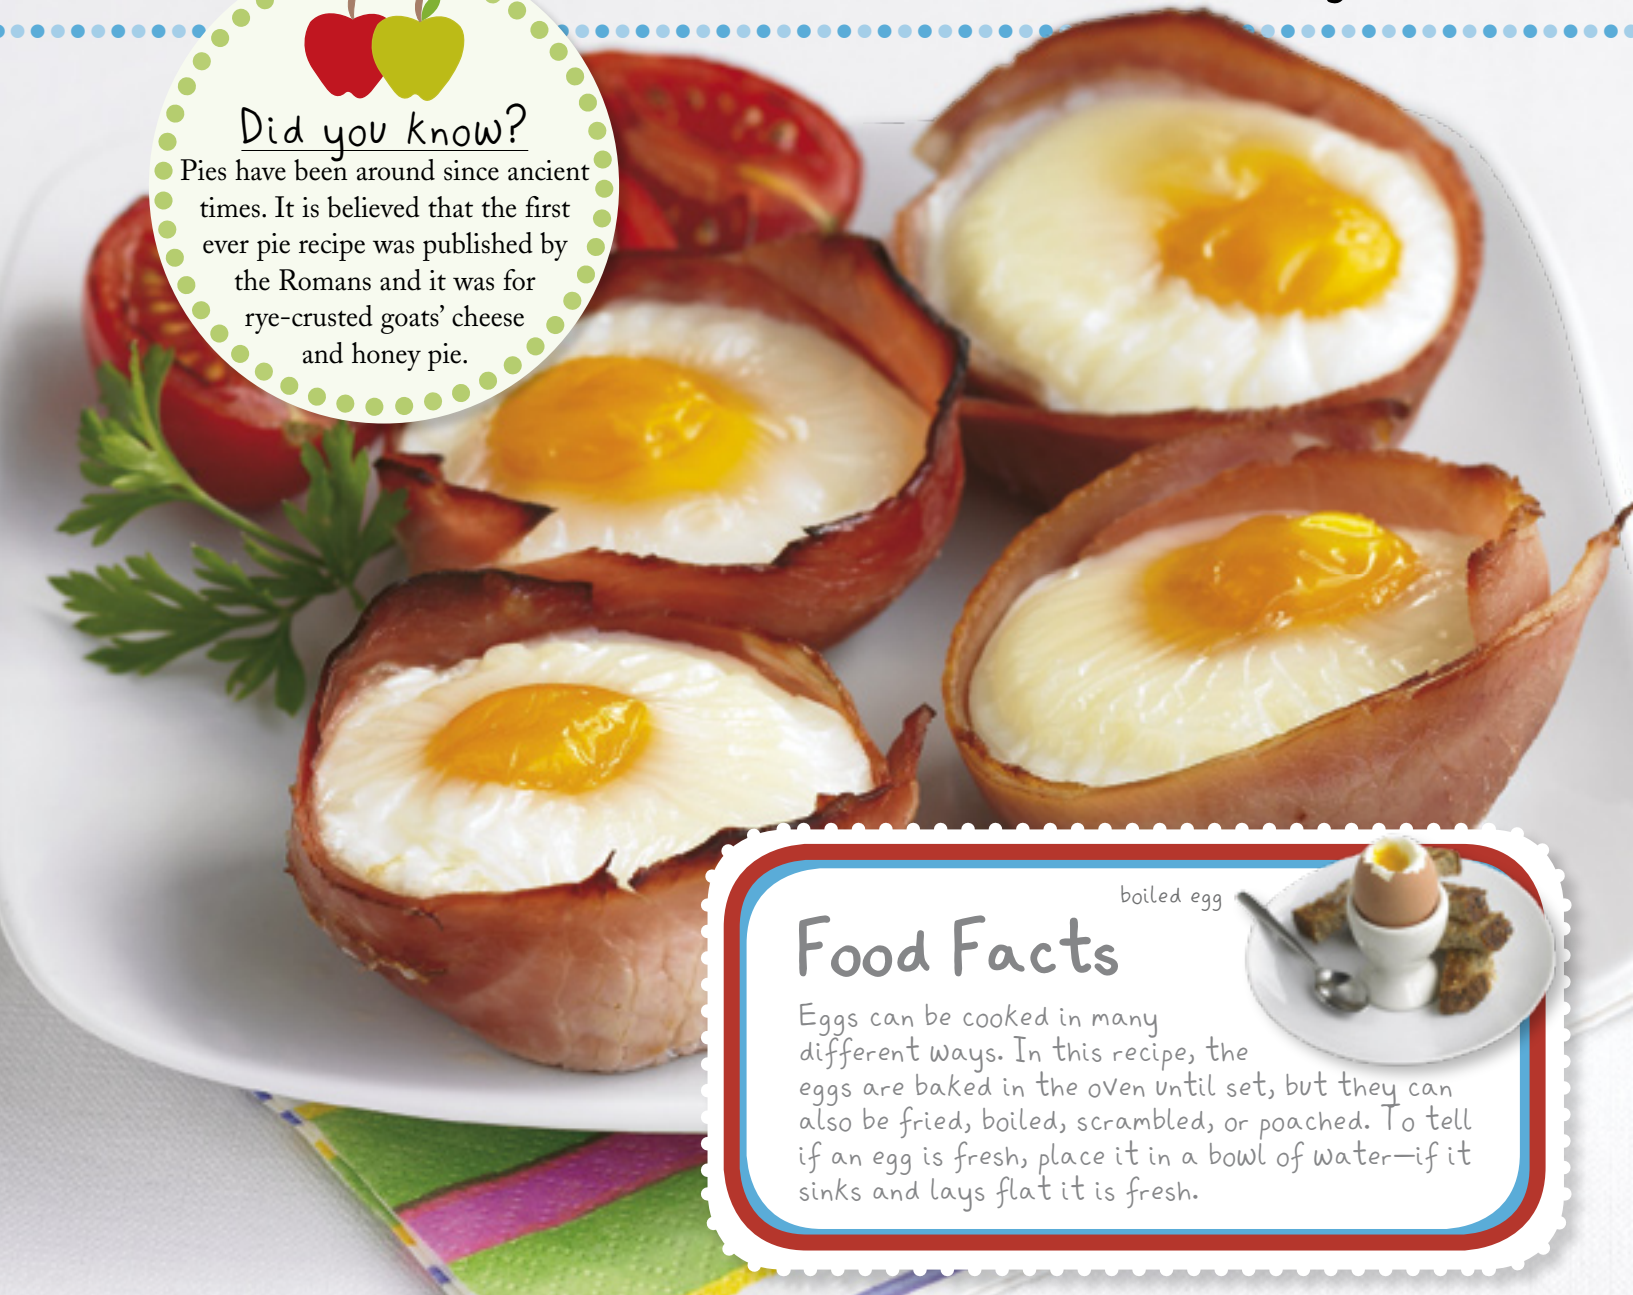 Did you know?
Pies have been around since ancient
times. It is believed that the first
ever pie recipe was published by
the Romans and it was for
rye-crusted goats' cheese
and honey pie.
boiled egg
Food Facts
Eggs can be cooked in many
different ways. In this recipe, the
eggs are baked in the oven until set, but they can
also be fried, boiled, scrambled, or poached. To tell
if an egg is fresh, place it in a bowl of water—if it
sinks and lays flat it is fresh.